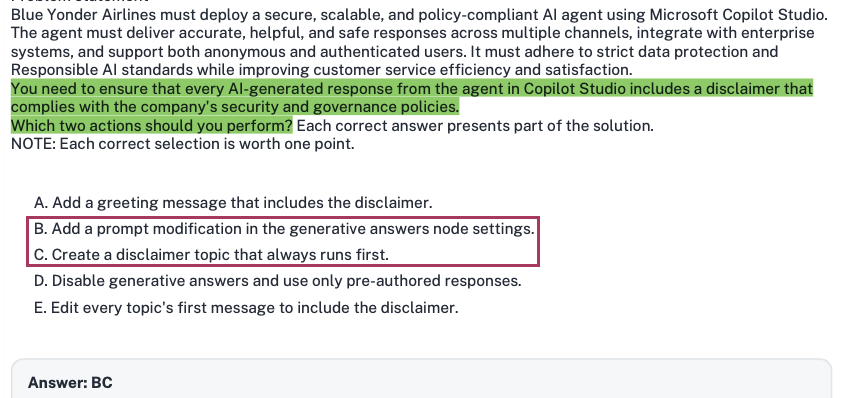 Blue Yonder Airlines must deploy a secure, scalable, and policy-compliant AI agent using Microsoft Copilot Studio.
The agent must deliver accurate, helpful, and safe responses across multiple channels, integrate with enterprise
systems, and support both anonymous and authenticated users. It must adhere to strict data protection and
Responsible AI standards while improving customer service efficiency and satisfaction.
You need to ensure that every AI-generated response from the agent in Copilot Studio includes a disclaimer that
complies with the company's security and governance policies.
Which two actions should you perform? Each correct answer presents part of the solution.
NOTE: Each correct selection is worth one point.
A. Add a greeting message that includes the disclaimer.
B. Add a prompt modification in the generative answers node settings.
C. Create a disclaimer topic that always runs first.
D. Disable generative answers and use only pre-authored responses.
E. Edit every topic's first message to include the disclaimer.
Answer: BC